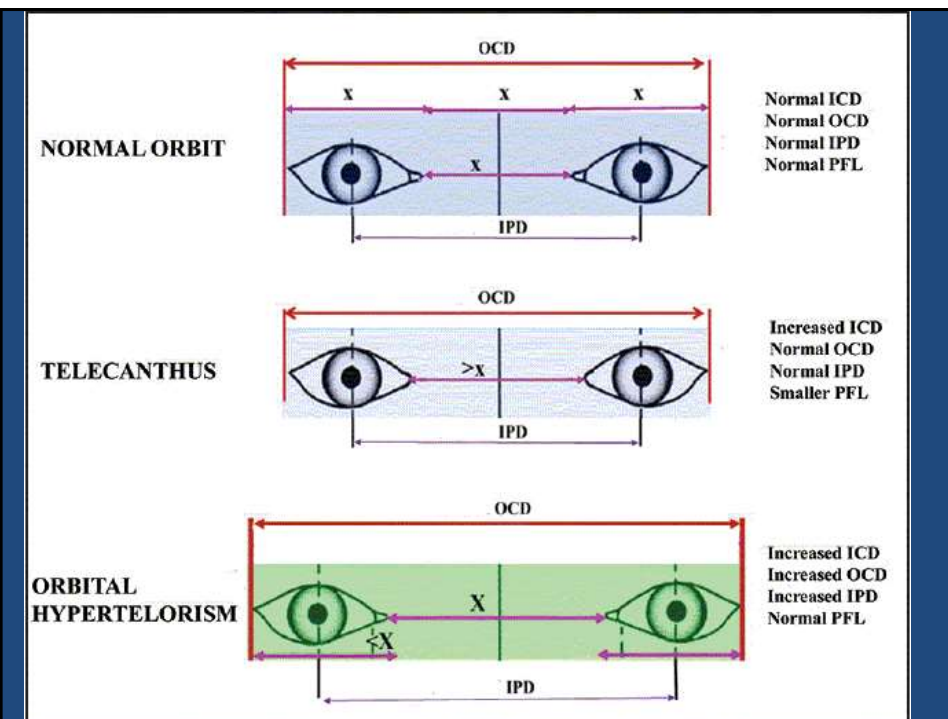 OCD
x x x
NORMAL ORBIT
x
IPD
Normal ICD
Normal OCD
Normal IPD
Normal PFL
OCD
TELECANTHUS
>x
IPD
Increased ICD
Normal OCD
Normal IPD
Smaller PFL
OCD
ORBITAL
HYPERTELORISM
X
<X
IPD
Increased ICD
Increased OCD
Increased IPD
Normal PFL